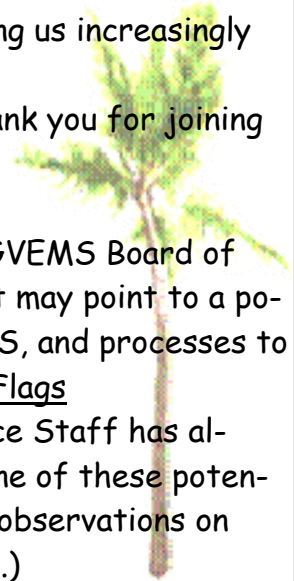 ng us increasingly
ank you for joining
GVEMS Board of
t may point to a po-
S, and processes to
Flags
ce Staff has al-
me of these poten-
observations on
.)